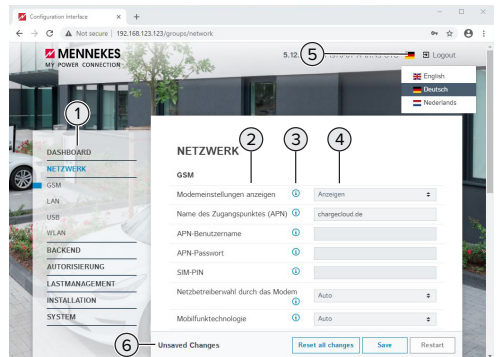 Configuration Interface
Not secure | 192.168.123.123/groups/network
MENNEKES
MY POWER CONNECTION
5.12.
5
Logout
English
Deutsch
Nederlands
1
2
3
4
DASHBOARD
NETZWERK
GSM
LAN
USB
WLAN
BACKEND
AUTORISIERUNG
LASTMANAGEMENT
INSTALLATION
SYSTEM
NETZWERK
GSM
Modemeinstellungen anzeigen Anzeigen
Name des Zugangspunktes (APN) chargecloud.de
APN-Benutzername
APN-Passwort
SIM-PIN
Netzbetreiberwahl durch das Modem Auto
Mobilfunktechnologie Auto
6
Unsaved Changes Reset all changes Save Restart